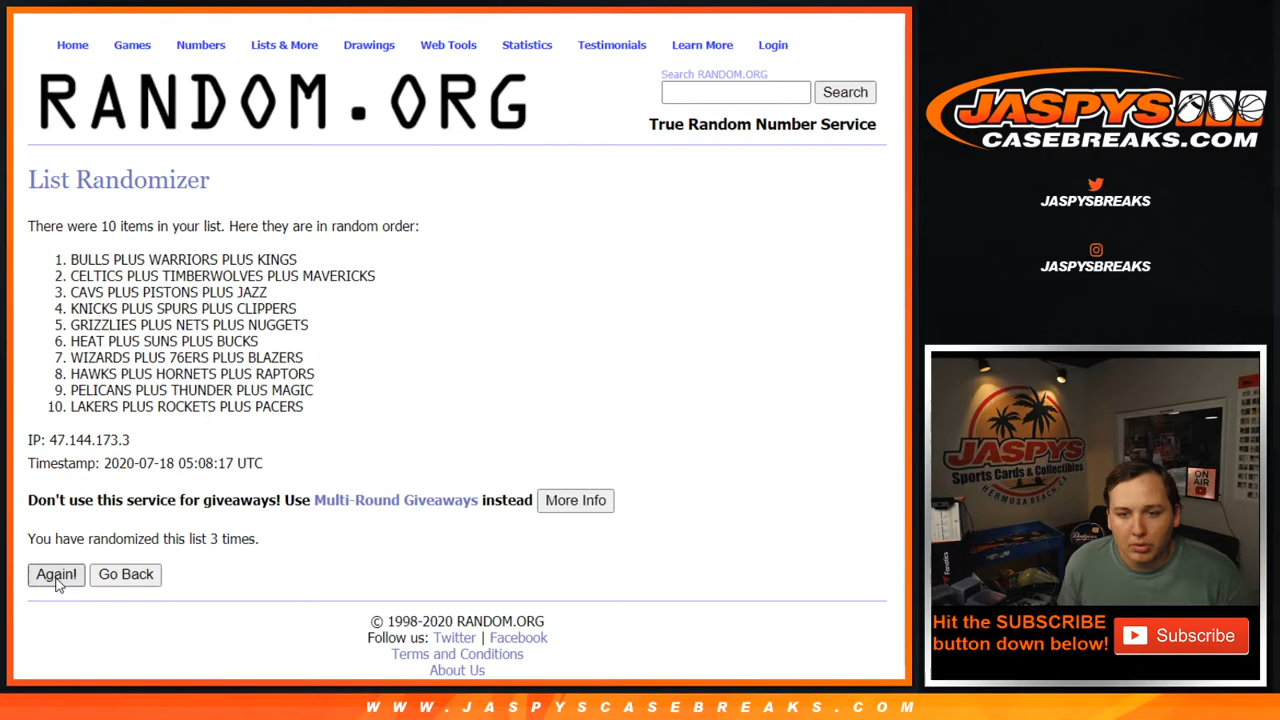 Home Games Numbers Lists & More Drawings Web Tools Statistics Testimonials Learn More Login
RANDOM.ORG
Search RANDOM.ORG
Search
True Random Number Service
List Randomizer
There were 10 items in your list. Here they are in random order:
1. BULLS PLUS WARRIORS PLUS KINGS
2. CELTICS PLUS TIMBERWOLVES PLUS MAVERICKS
3. CAVS PLUS PISTONS PLUS JAZZ
4. KNICKS PLUS SPURS PLUS CLIPPERS
5. GRIZZLIES PLUS NETS PLUS NUGGETS
6. HEAT PLUS SUNS PLUS BUCKS
7. WIZARDS PLUS 76ERS PLUS BLAZERS
8. HAWKS PLUS HORNETS PLUS RAPTORS
9. PELICANS PLUS THUNDER PLUS MAGIC
10. LAKERS PLUS ROCKETS PLUS PACERS
IP: 47.144.173.3
Timestamp: 2020-07-18 05:08:17 UTC
Don't use this service for giveaways! Use Multi-Round Giveaways instead More Info
You have randomized this list 3 times.
Again! Go Back
© 1998-2020 RANDOM.ORG
Follow us: Twitter | Facebook
Terms and Conditions
About Us
JASPYS
CASEBREAKS.COM
JASPYSBREAKS
JASPYSBREAKS
JASPYS
Sports Cards & Collectibles
HERMOSA BEACH, CA
ON AIR
Fanatics
Dodgers
Hit the SUBSCRIBE
button down below!
Subscribe
WWW.JASPYSCASEBREAKS.COM